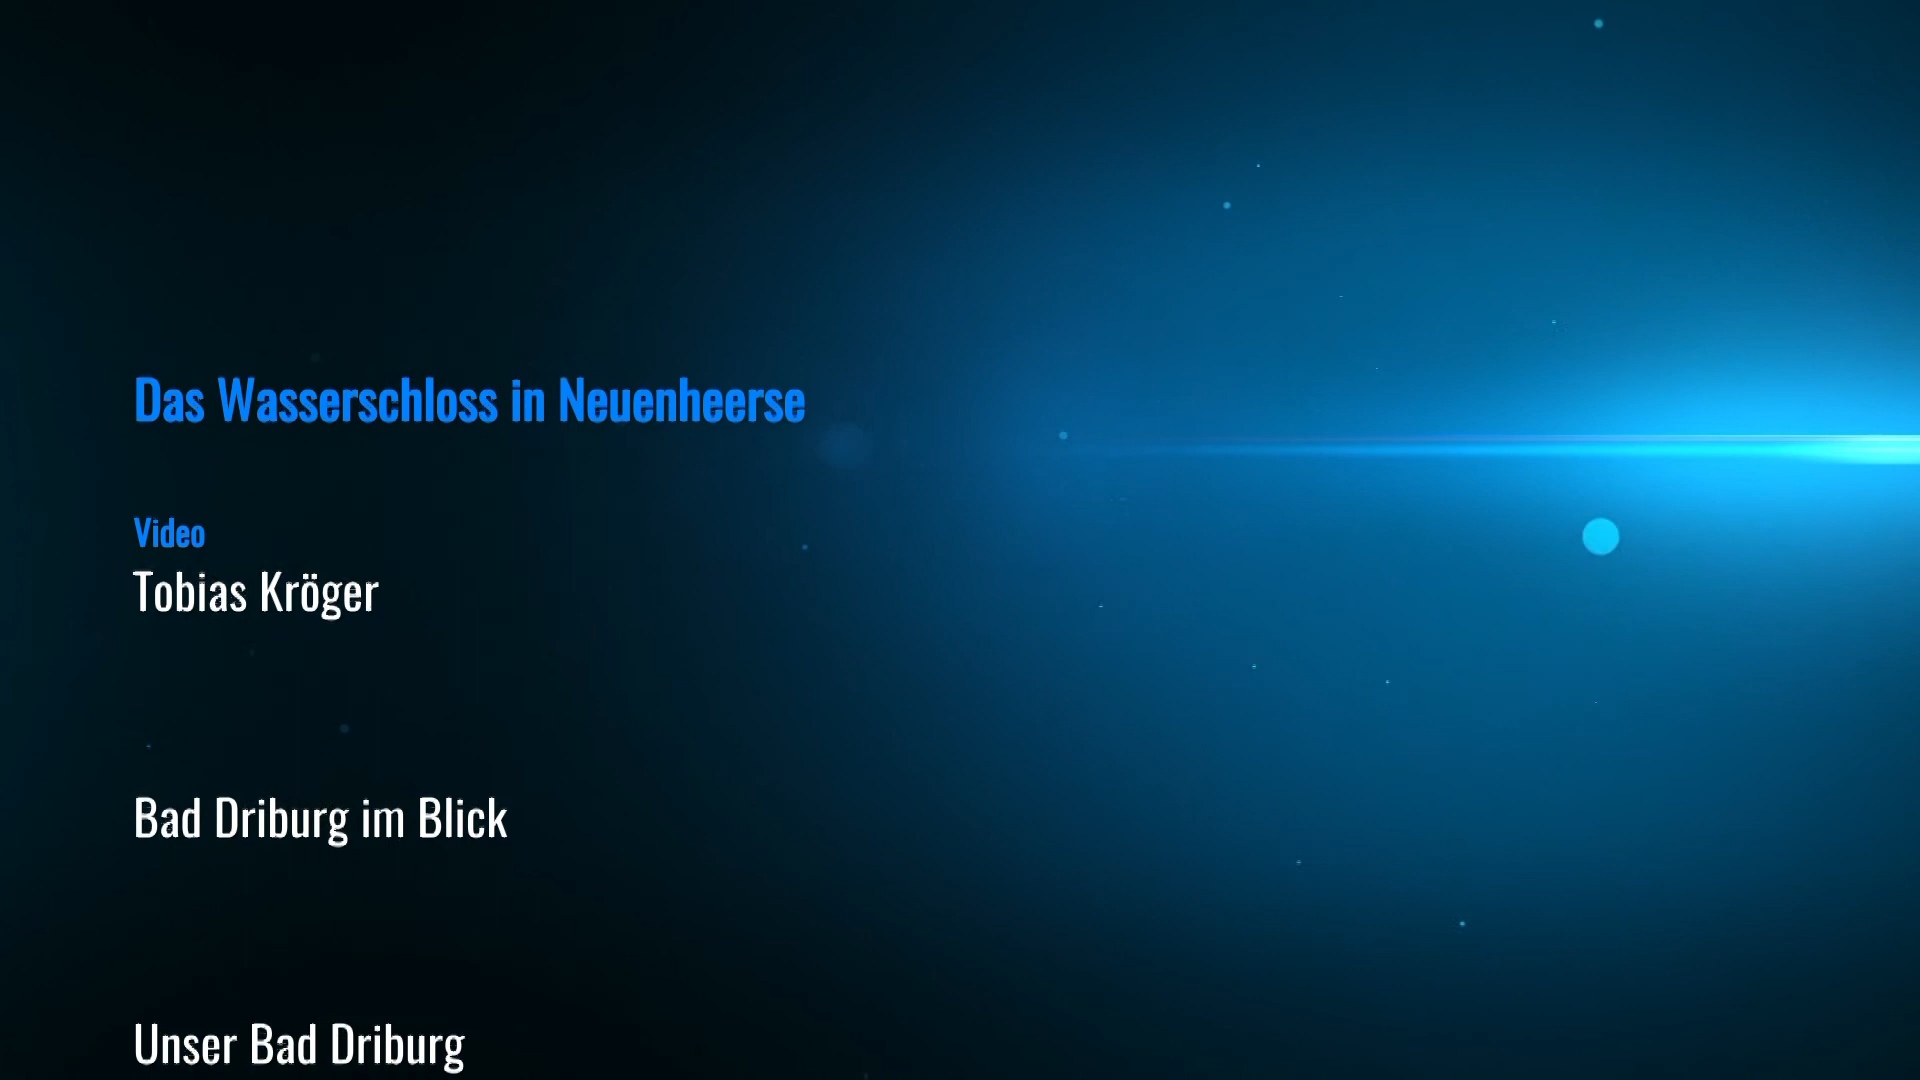 Das Wasserschloss in Neuenheerse
Video
Tobias Kröger
Bad Driburg im Blick
Unser Bad Driburg